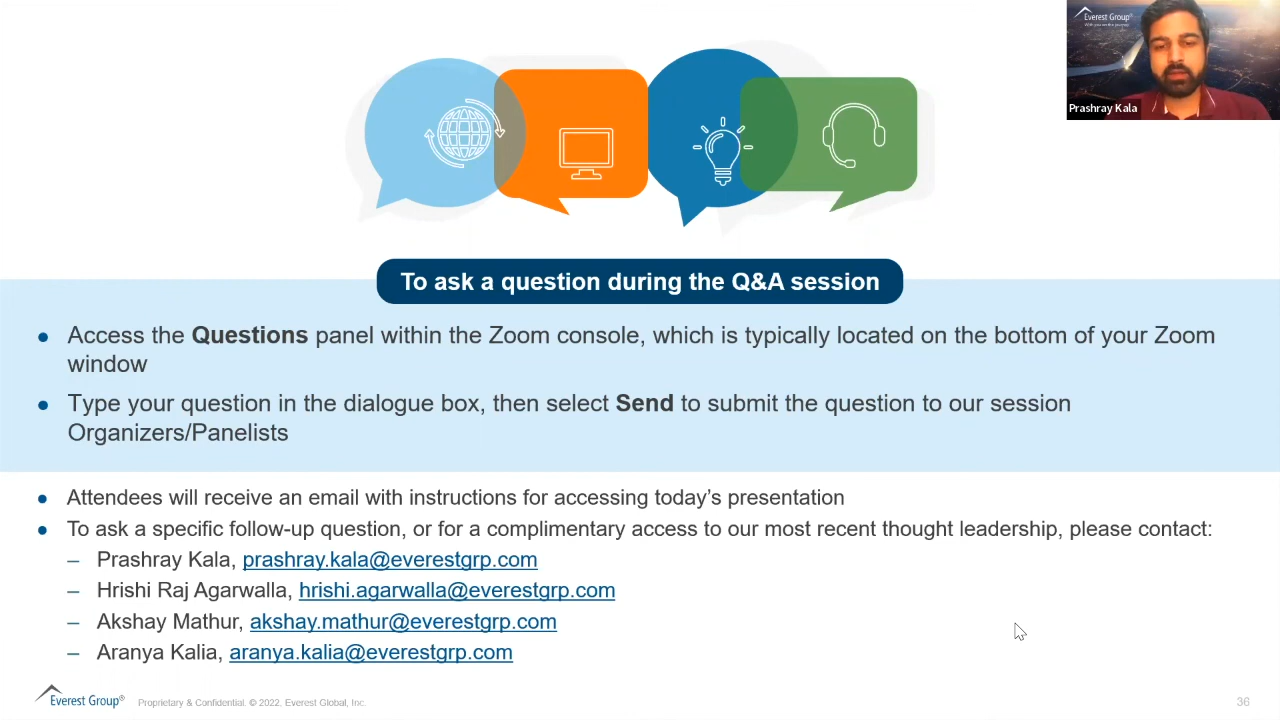 Everest Group®
With you on the journey
Prashray Kala
To ask a question during the Q&A session
● Access the Questions panel within the Zoom console, which is typically located on the bottom of your Zoom
window
● Type your question in the dialogue box, then select Send to submit the question to our session
Organizers/Panelists
● Attendees will receive an email with instructions for accessing today's presentation
● To ask a specific follow-up question, or for a complimentary access to our most recent thought leadership, please contact:
– Prashray Kala, prashray.kala@everestgrp.com
– Hrishi Raj Agarwalla, hrishi.agarwalla@everestgrp.com
– Akshay Mathur, akshay.mathur@everestgrp.com
– Aranya Kalia, aranya.kalia@everestgrp.com
Everest Group® Proprietary & Confidential. © 2022, Everest Global, Inc. 36